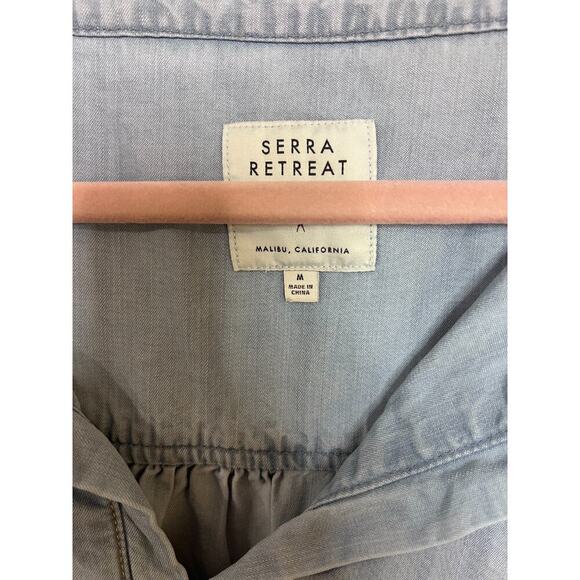 SERRA
RETREAT
MALIBU, CALIFORNIA
M
MADE IN
CHINA